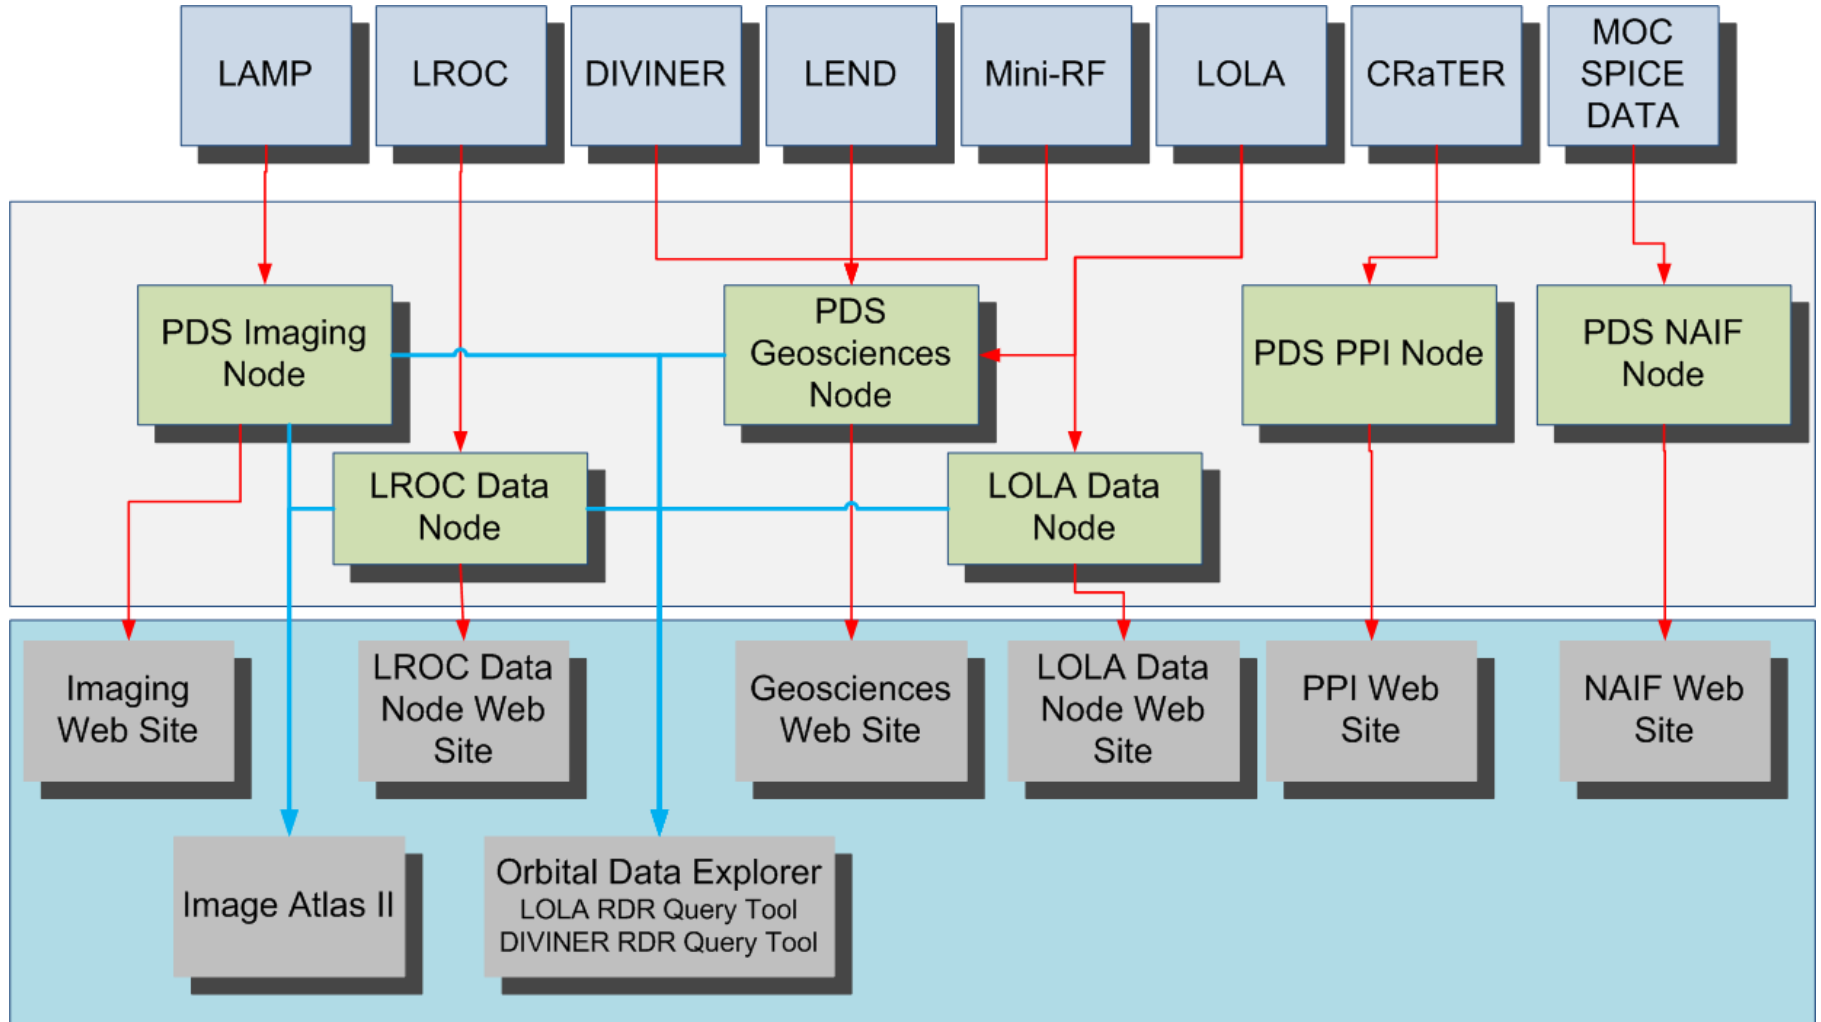 LAMP
LROC
DIVINER
LEND
Mini-RF
LOLA
CRaTER
MOC
SPICE
DATA
PDS Imaging
Node
PDS
Geosciences
Node
PDS PPI Node
PDS NAIF
Node
LROC Data
Node
LOLA Data
Node
Imaging
Web Site
LROC Data
Node Web
Site
Geosciences
Web Site
LOLA Data
Node Web
Site
PPI Web
Site
NAIF Web
Site
Image Atlas II
Orbital Data Explorer
LOLA RDR Query Tool
DIVINER RDR Query Tool